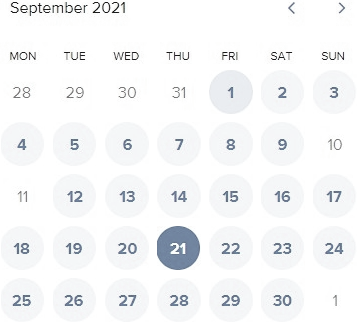 September 2021
MON TUE WED THU FRI SAT SUN
28 29 30 31 1 2 3
4 5 6 7 8 9 10
11 12 13 14 15 16 17
18 19 20 21 22 23 24
25 26 27 28 29 30 1